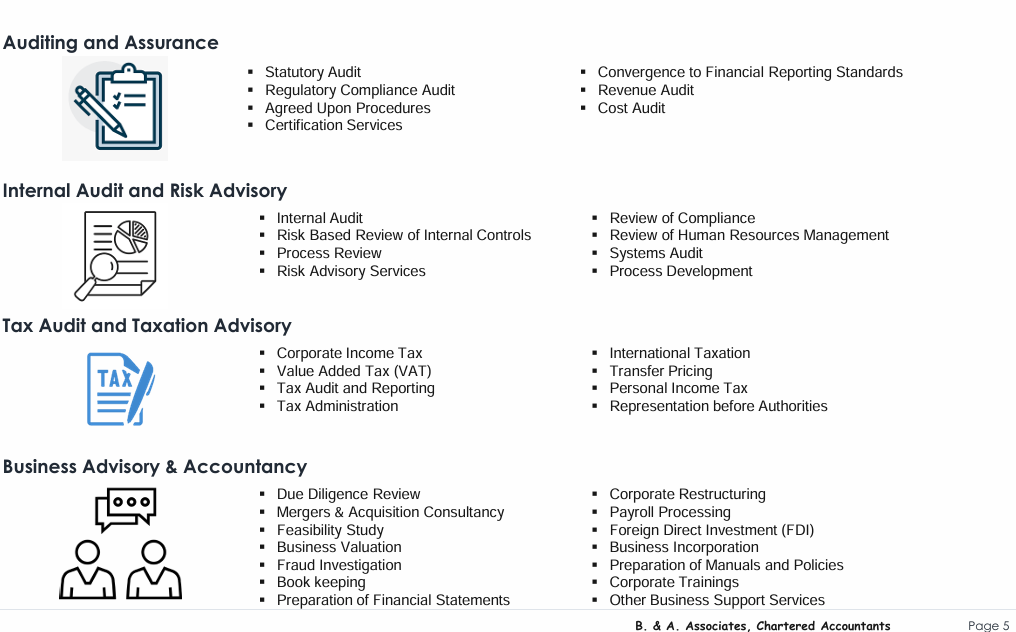 Auditing and Assurance
▪ Statutory Audit
▪ Regulatory Compliance Audit
▪ Agreed Upon Procedures
▪ Certification Services
▪ Convergence to Financial Reporting Standards
▪ Revenue Audit
▪ Cost Audit
Internal Audit and Risk Advisory
▪ Internal Audit
▪ Risk Based Review of Internal Controls
▪ Process Review
▪ Risk Advisory Services
▪ Review of Compliance
▪ Review of Human Resources Management
▪ Systems Audit
▪ Process Development
Tax Audit and Taxation Advisory
TAX
▪ Corporate Income Tax
▪ Value Added Tax (VAT)
▪ Tax Audit and Reporting
▪ Tax Administration
▪ International Taxation
▪ Transfer Pricing
▪ Personal Income Tax
▪ Representation before Authorities
Business Advisory & Accountancy
▪ Due Diligence Review
▪ Mergers & Acquisition Consultancy
▪ Feasibility Study
▪ Business Valuation
▪ Fraud Investigation
▪ Book keeping
▪ Preparation of Financial Statements
▪ Corporate Restructuring
▪ Payroll Processing
▪ Foreign Direct Investment (FDI)
▪ Business Incorporation
▪ Preparation of Manuals and Policies
▪ Corporate Trainings
▪ Other Business Support Services
B. & A. Associates, Chartered Accountants
Page 5